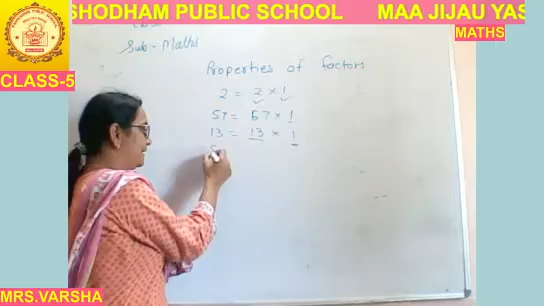 SHODHAM PUBLIC SCHOOL MAA JIJAU YAS
MATHS
CLASS-5
Sub - Maths
Properties of factors
2 = 2 × 1
57 = 57 × 1
13 = 13 × 1
5
MRS.VARSHA